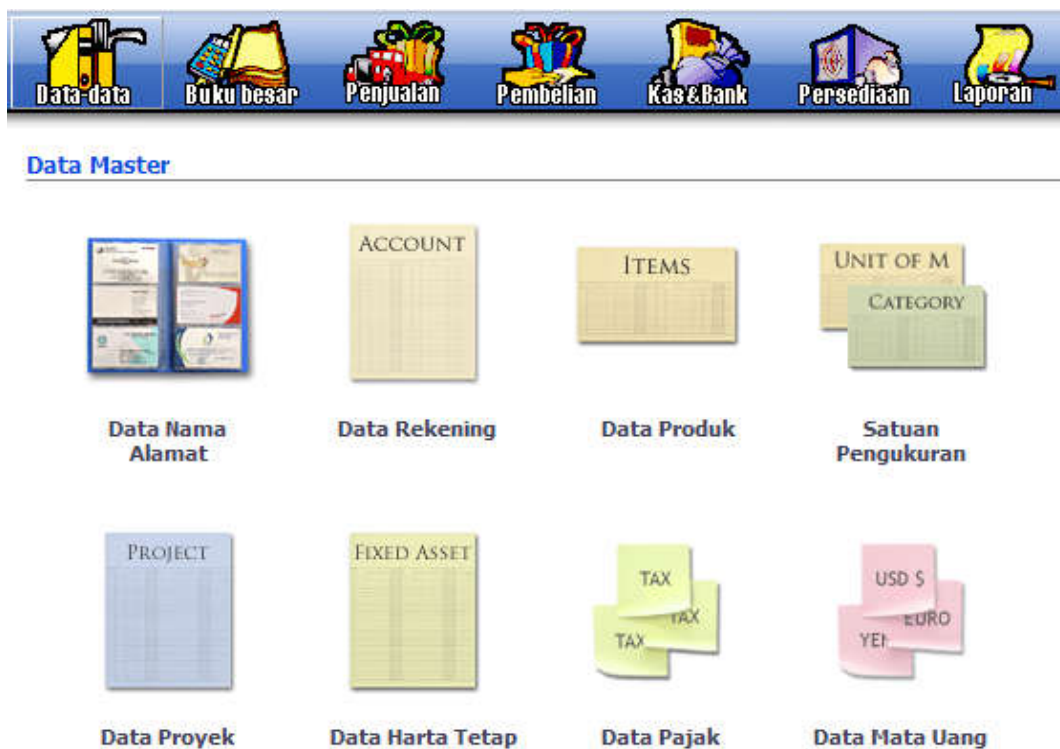 Data-data Buku besar Penjualan Pembelian Kas&Bank Persediaan Laporan
Data Master
ACCOUNT
ITEMS
UNIT OF M
CATEGORY
Data Nama
Alamat
Data Rekening
Data Produk
Satuan
Pengukuran
PROJECT
FIXED ASSET
TAX
TAX
TAX
USD $
EURO
YEN
Data Proyek
Data Harta Tetap
Data Pajak
Data Mata Uang